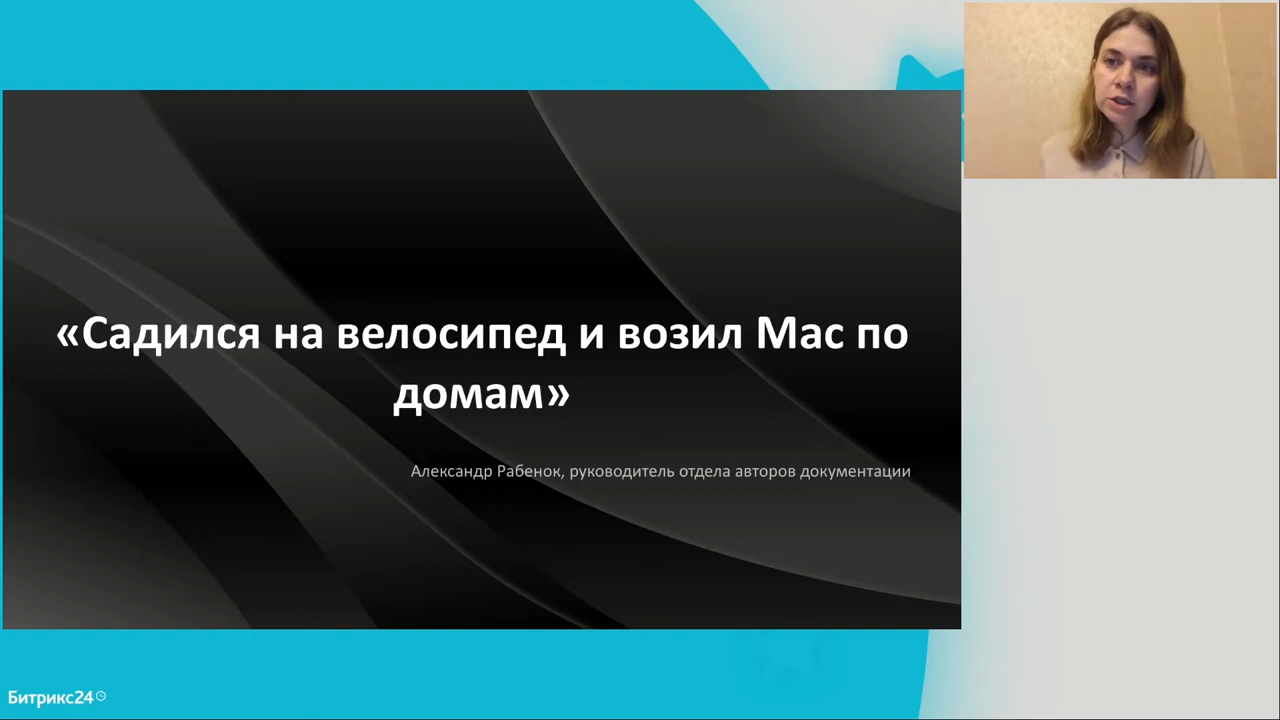 «Садился на велосипед и возил Mac по
домам»
Александр Рабенок, руководитель отдела авторов документации
Битрикс24